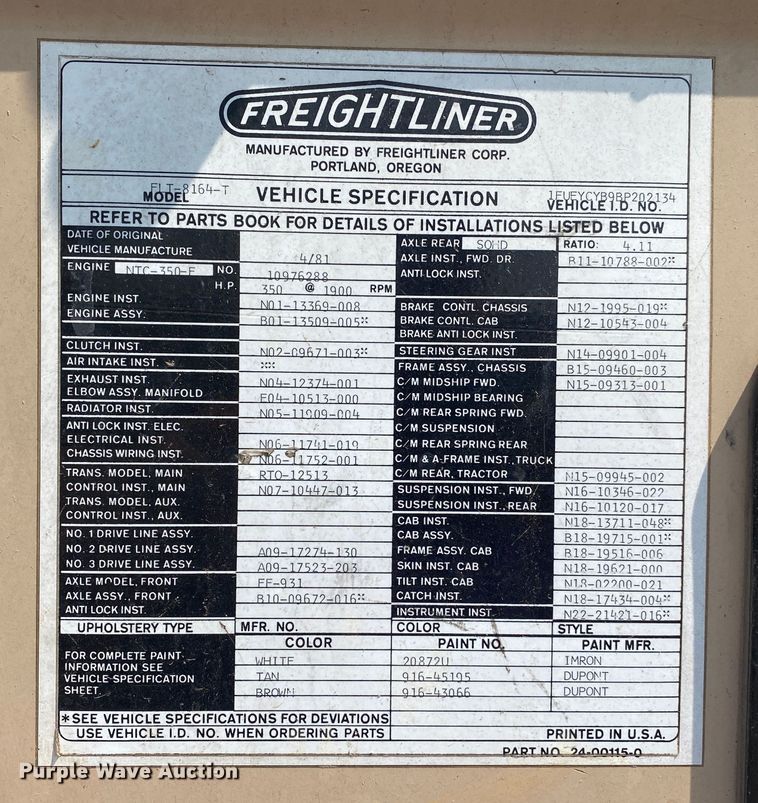 FREIGHTLINER
MANUFACTURED BY FREIGHTLINER CORP.
PORTLAND, OREGON
MODEL FLT-8164-T VEHICLE SPECIFICATION 1FUEYCYB9BP202134 VEHICLE I.D. NO.
REFER TO PARTS BOOK FOR DETAILS OF INSTALLATIONS LISTED BELOW
DATE OF ORIGINAL
VEHICLE MANUFACTURE 4/81
ENGINE NTC-350-F NO. 10976288
H.P. 350 @ 1900 RPM
ENGINE INST. N01-13369-008
ENGINE ASSY. B01-13509-005*
CLUTCH INST. N02-09671-003*
AIR INTAKE INST. **
EXHAUST INST. N04-12374-001
ELBOW ASSY. MANIFOLD E04-10513-000
RADIATOR INST. N05-11909-004
ANTI LOCK INST. ELEC.
ELECTRICAL INST. N06-11741-019
CHASSIS WIRING INST. N06-11752-001
TRANS. MODEL, MAIN RTO-12513
CONTROL INST., MAIN N07-10447-013
TRANS. MODEL, AUX.
CONTROL INST., AUX.
NO. 1 DRIVE LINE ASSY.
NO. 2 DRIVE LINE ASSY. A09-17274-130
NO. 3 DRIVE LINE ASSY. A09-17523-203
AXLE MODEL, FRONT FF-931
AXLE ASSY., FRONT B10-09672-016*
ANTI LOCK INST.
AXLE REAR SQHD RATIO: 4.11
AXLE INST., FWD. DR. B11-10788-002*
ANTI LOCK INST.
BRAKE CONTL. CHASSIS N12-1995-019*
BRAKE CONTL. CAB N12-10543-004
BRAKE ANTI LOCK INST.
STEERING GEAR INST N14-09901-004
FRAME ASSY., CHASSIS B15-09460-003
C/M MIDSHIP FWD. N15-09313-001
C/M MIDSHIP BEARING
C/M REAR SPRING FWD.
C/M SUSPENSION
C/M REAR SPRING REAR
C/M & A-FRAME INST., TRUCK
C/M REAR, TRACTOR N15-09945-002
SUSPENSION INST., FWD. N16-10346-022
SUSPENSION INST., REAR N16-10120-017
CAB INST. N18-13711-048*
CAB ASSY. B18-19715-001*
FRAME ASSY. CAB B18-19516-006
SKIN INST. CAB N18-19621-000
TILT INST. CAB N18-02200-021
CATCH INST. N18-17434-004*
INSTRUMENT INST. N22-21421-016*
UPHOLSTERY TYPE MFR. NO. COLOR STYLE
COLOR PAINT NO. PAINT MFR.
FOR COMPLETE PAINT
INFORMATION SEE
VEHICLE SPECIFICATION
SHEET.
WHITE 20872U IMRON
TAN 916-45195 DUPONT
BROWN 916-43066 DUPONT
*SEE VEHICLE SPECIFICATIONS FOR DEVIATIONS
USE VEHICLE I.D. NO. WHEN ORDERING PARTS PRINTED IN U.S.A.
PART NO. 24-00115-0
Purple Wave Auction